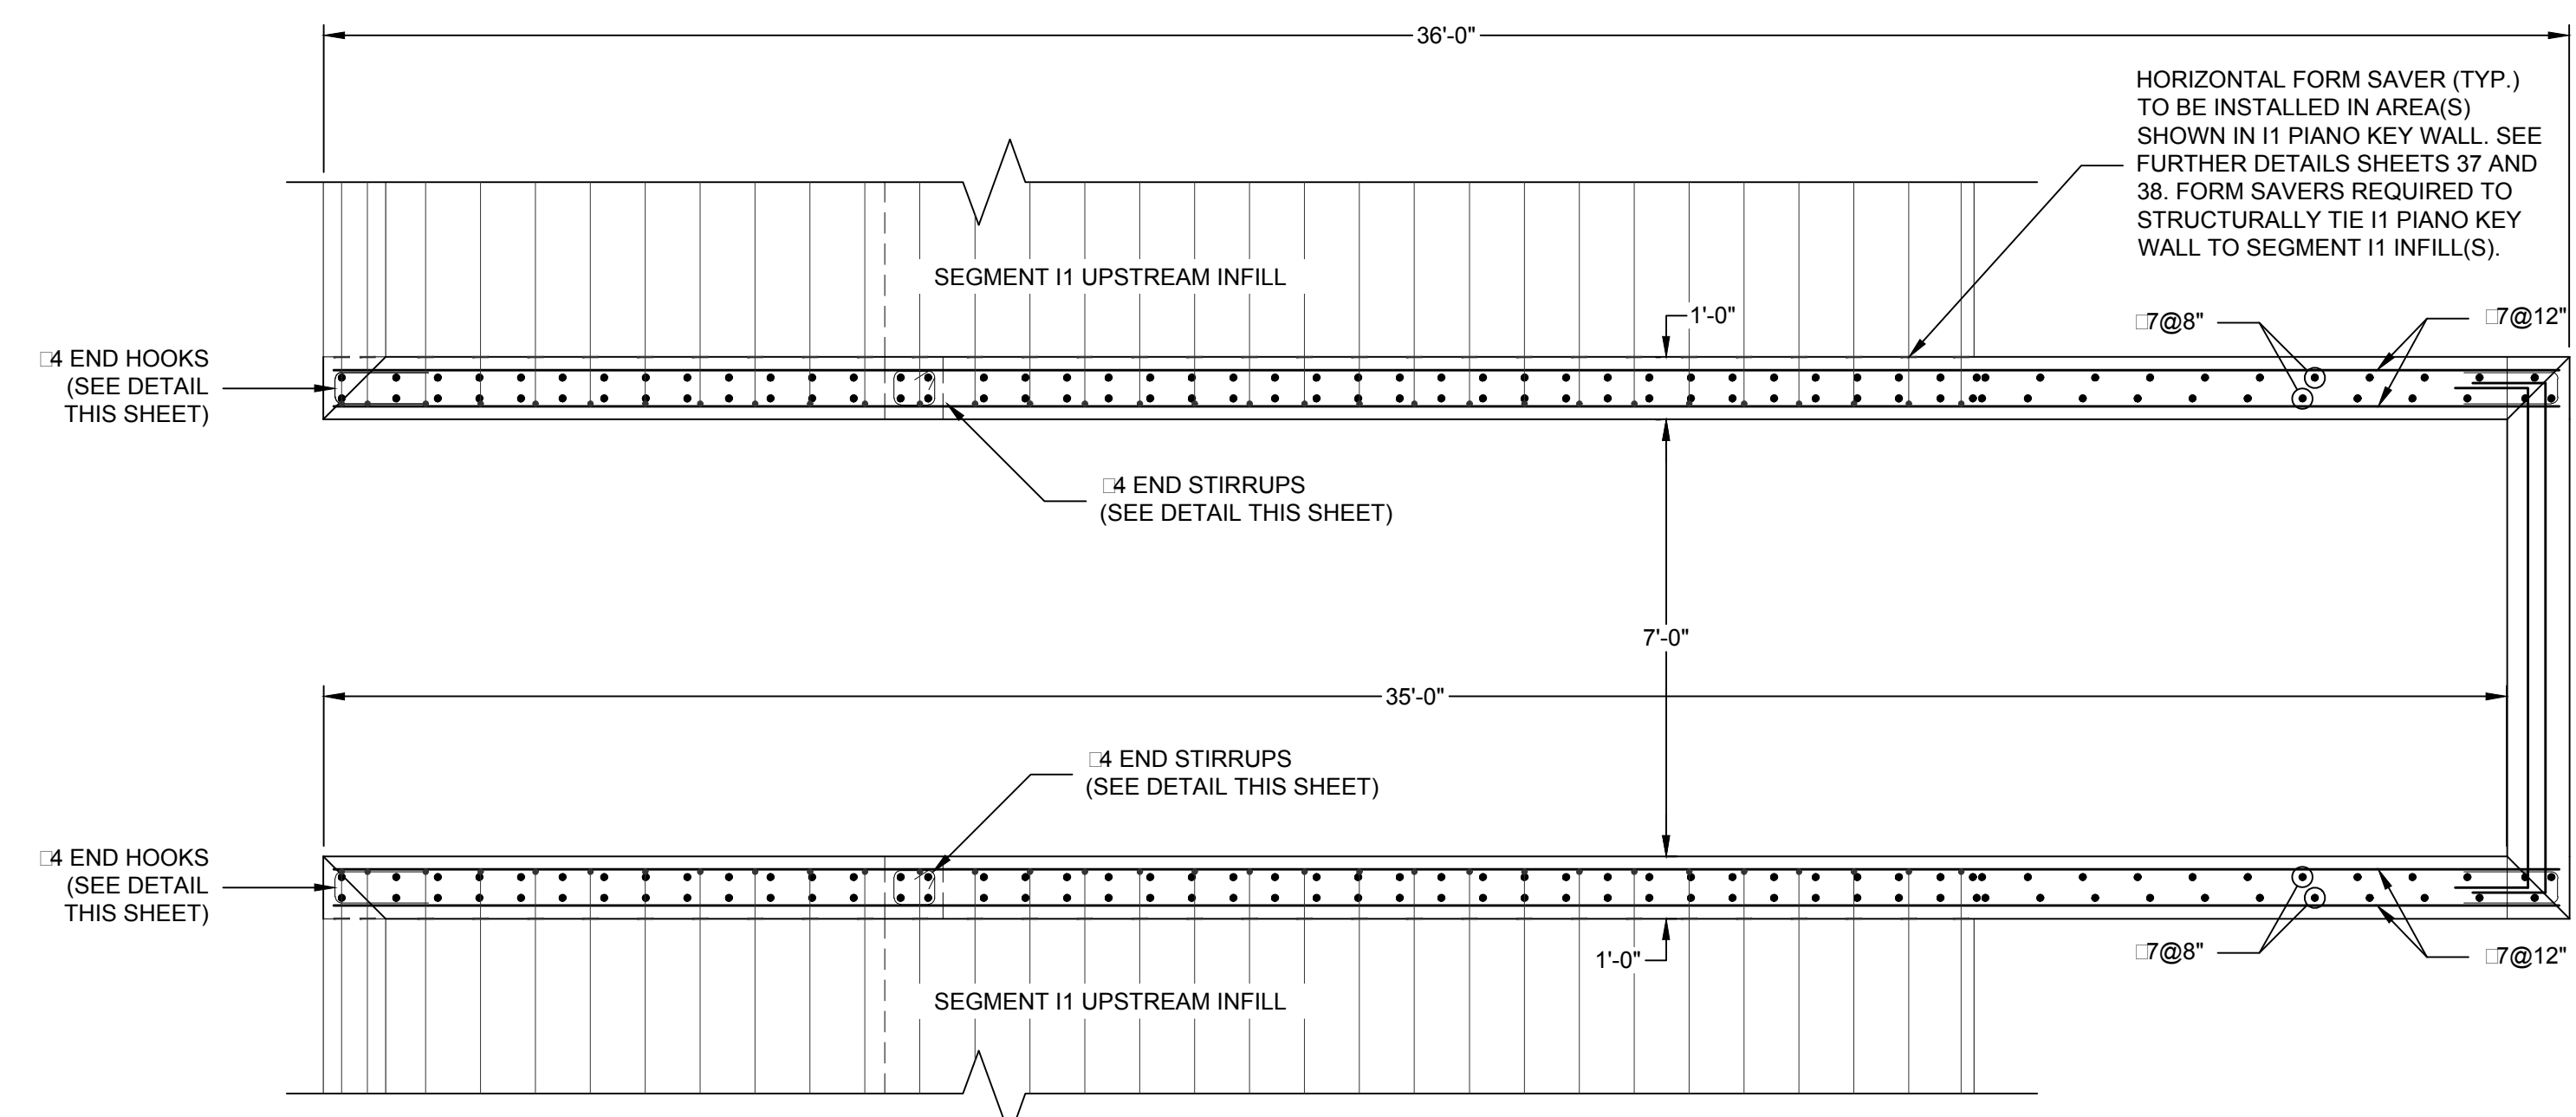 36'-0"
HORIZONTAL FORM SAVER (TYP.)
TO BE INSTALLED IN AREA(S)
SHOWN IN I1 PIANO KEY WALL. SEE
FURTHER DETAILS SHEETS 37 AND
38. FORM SAVERS REQUIRED TO
STRUCTURALLY TIE I1 PIANO KEY
WALL TO SEGMENT I1 INFILL(S).
SEGMENT I1 UPSTREAM INFILL
1'-0"
□7@8"
□7@12"
□4 END HOOKS
(SEE DETAIL
THIS SHEET)
□4 END STIRRUPS
(SEE DETAIL THIS SHEET)
7'-0"
35'-0"
□4 END STIRRUPS
(SEE DETAIL THIS SHEET)
□4 END HOOKS
(SEE DETAIL
THIS SHEET)
1'-0"
□7@8"
□7@12"
SEGMENT I1 UPSTREAM INFILL